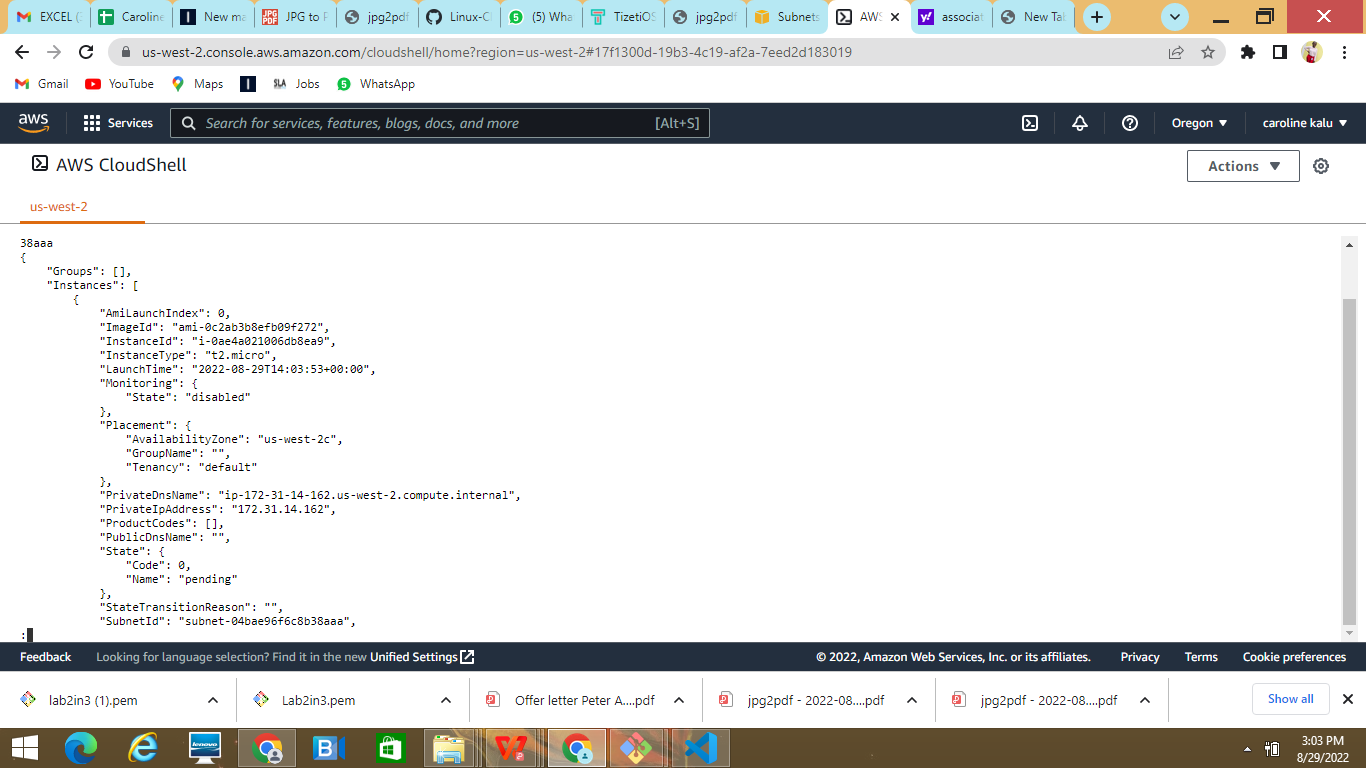 EXCEL (
Caroline
New ma
JPG to F
jpg2pdf
Linux-Cl
(5) Wha
TizetiOS
jpg2pdf
Subnets
AWS
associat
New Tab
us-west-2.console.aws.amazon.com/cloudshell/home?region=us-west-2#17f1300d-19b3-4c19-af2a-7eed2d183019
Gmail YouTube Maps SLA Jobs WhatsApp
aws Services Search for services, features, blogs, docs, and more [Alt+S] Oregon caroline kalu
AWS CloudShell Actions
us-west-2
38aaa
{
"Groups": [],
"Instances": [
{
"AmiLaunchIndex": 0,
"ImageId": "ami-0c2ab3b8efb09f272",
"InstanceId": "i-0ae4a021006db8ea9",
"InstanceType": "t2.micro",
"LaunchTime": "2022-08-29T14:03:53+00:00",
"Monitoring": {
"State": "disabled"
},
"Placement": {
"AvailabilityZone": "us-west-2c",
"GroupName": "",
"Tenancy": "default"
},
"PrivateDnsName": "ip-172-31-14-162.us-west-2.compute.internal",
"PrivateIpAddress": "172.31.14.162",
"ProductCodes": [],
"PublicDnsName": "",
"State": {
"Code": 0,
"Name": "pending"
},
"StateTransitionReason": "",
"SubnetId": "subnet-04bae96f6c8b38aaa",
:
Feedback Looking for language selection? Find it in the new Unified Settings © 2022, Amazon Web Services, Inc. or its affiliates. Privacy Terms Cookie preferences
lab2in3 (1).pem Lab2in3.pem Offer letter Peter A....pdf jpg2pdf - 2022-08....pdf jpg2pdf - 2022-08....pdf Show all
lenovo
3:03 PM
8/29/2022